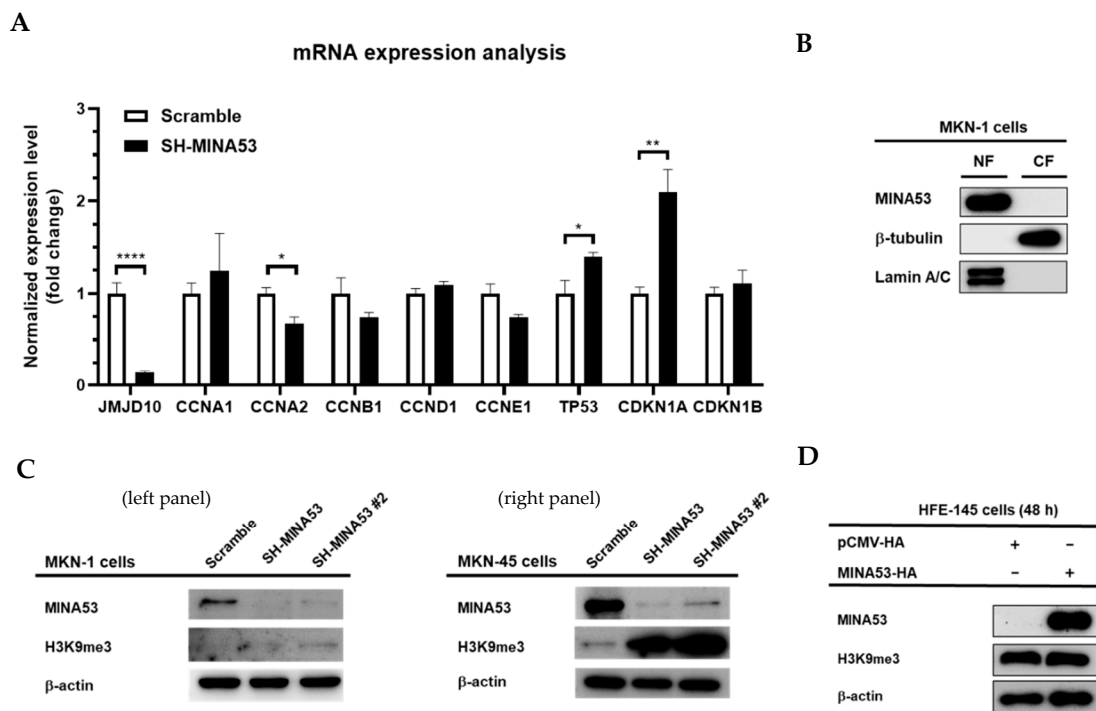 A
mRNA expression analysis
Normalized expression level
(fold change)
3
2
1
0
Scramble
SH-MINA53
****
*
*
**
JMJD10 CCNA1 CCNA2 CCNB1 CCND1 CCNE1 TP53 CDKN1A CDKN1B
B
MKN-1 cells
NF CF
MINA53
β-tubulin
Lamin A/C
C
(left panel)
Scramble SH-MINA53 SH-MINA53 #2
MKN-1 cells
MINA53
H3K9me3
β-actin
(right panel)
Scramble SH-MINA53 SH-MINA53 #2
MKN-45 cells
MINA53
H3K9me3
β-actin
D
HFE-145 cells (48 h)
pCMV-HA + –
MINA53-HA – +
MINA53
H3K9me3
β-actin